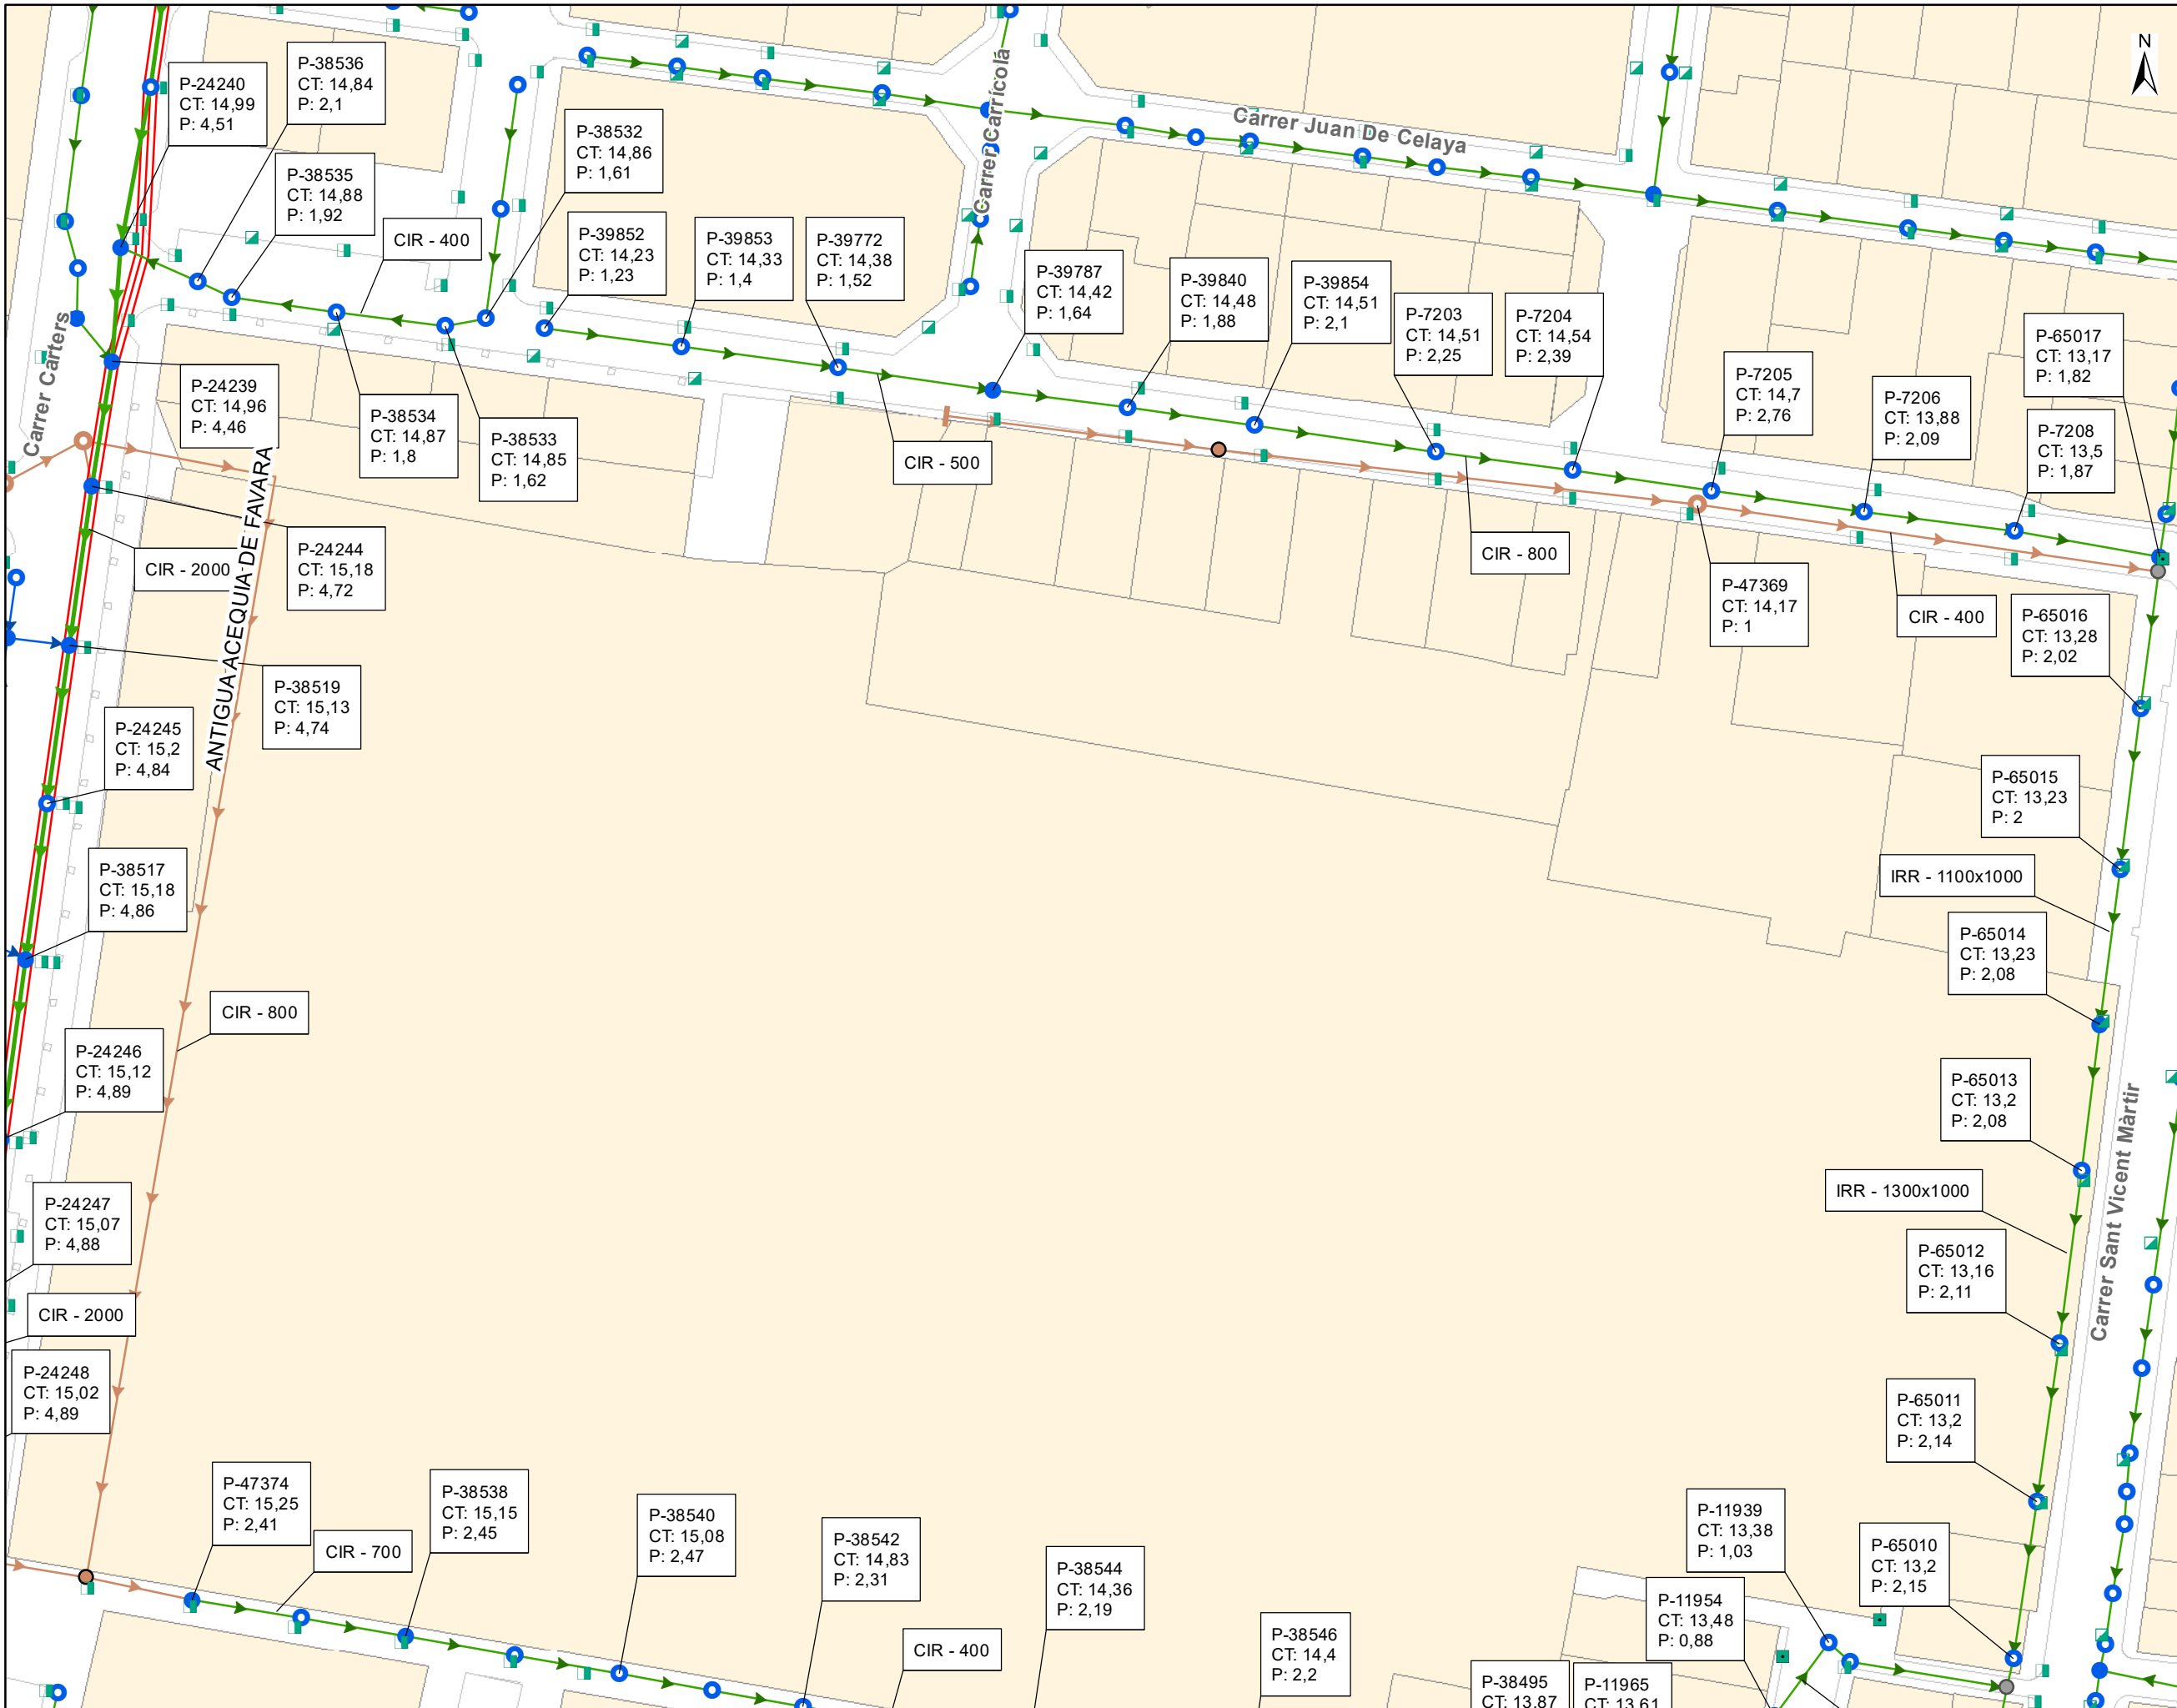 N
P-24240
CT: 14,99
P: 4,51
P-38536
CT: 14,84
P: 2,1
P-38535
CT: 14,88
P: 1,92
CIR - 400
P-38532
CT: 14,86
P: 1,61
P-39852
CT: 14,23
P: 1,23
P-39853
CT: 14,33
P: 1,4
P-39772
CT: 14,38
P: 1,52
Carrer Carrícola
Carrer Juan De Celaya
P-39787
CT: 14,42
P: 1,64
P-39840
CT: 14,48
P: 1,88
P-39854
CT: 14,51
P: 2,1
P-7203
CT: 14,51
P: 2,25
P-7204
CT: 14,54
P: 2,39
P-7205
CT: 14,7
P: 2,76
P-7206
CT: 13,88
P: 2,09
P-65017
CT: 13,17
P: 1,82
P-7208
CT: 13,5
P: 1,87
Carrer Carters
P-24239
CT: 14,96
P: 4,46
P-38534
CT: 14,87
P: 1,8
P-38533
CT: 14,85
P: 1,62
CIR - 500
CIR - 800
P-47369
CT: 14,17
P: 1
CIR - 400
P-65016
CT: 13,28
P: 2,02
CIR - 2000
ANTIGUA ACEQUIA DE FAVARA
P-24244
CT: 15,18
P: 4,72
P-38519
CT: 15,13
P: 4,74
P-24245
CT: 15,2
P: 4,84
P-65015
CT: 13,23
P: 2
IRR - 1100x1000
P-38517
CT: 15,18
P: 4,86
P-65014
CT: 13,23
P: 2,08
CIR - 800
P-24246
CT: 15,12
P: 4,89
P-65013
CT: 13,2
P: 2,08
Carrer Sant Vicent Màrtir
IRR - 1300x1000
P-24247
CT: 15,07
P: 4,88
P-65012
CT: 13,16
P: 2,11
CIR - 2000
P-24248
CT: 15,02
P: 4,89
P-65011
CT: 13,2
P: 2,14
P-47374
CT: 15,25
P: 2,41
CIR - 700
P-38538
CT: 15,15
P: 2,45
P-38540
CT: 15,08
P: 2,47
P-38542
CT: 14,83
P: 2,31
CIR - 400
P-38544
CT: 14,36
P: 2,19
P-38546
CT: 14,4
P: 2,2
P-11939
CT: 13,38
P: 1,03
P-65010
CT: 13,2
P: 2,15
P-11954
CT: 13,48
P: 0,88
P-38495
CT: 13,87
P-11965
CT: 13,61